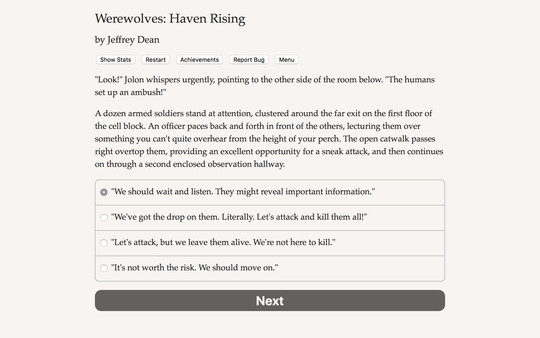 Werewolves: Haven Rising
by Jeffrey Dean
Show Stats Restart Achievements Report Bug Menu
"Look!" Jolon whispers urgently, pointing to the other side of the room below. "The humans
set up an ambush!"
A dozen armed soldiers stand at attention, clustered around the far exit on the first floor of
the cell block. An officer paces back and forth in front of the others, lecturing them over
something you can't quite overhear from the height of your perch. The open catwalk passes
right overtop them, providing an excellent opportunity for a sneak attack, and then continues
on through a second enclosed observation hallway.
"We should wait and listen. They might reveal important information."
"We've got the drop on them. Literally. Let's attack and kill them all!"
"Let's attack, but we leave them alive. We're not here to kill."
"It's not worth the risk. We should move on."
Next